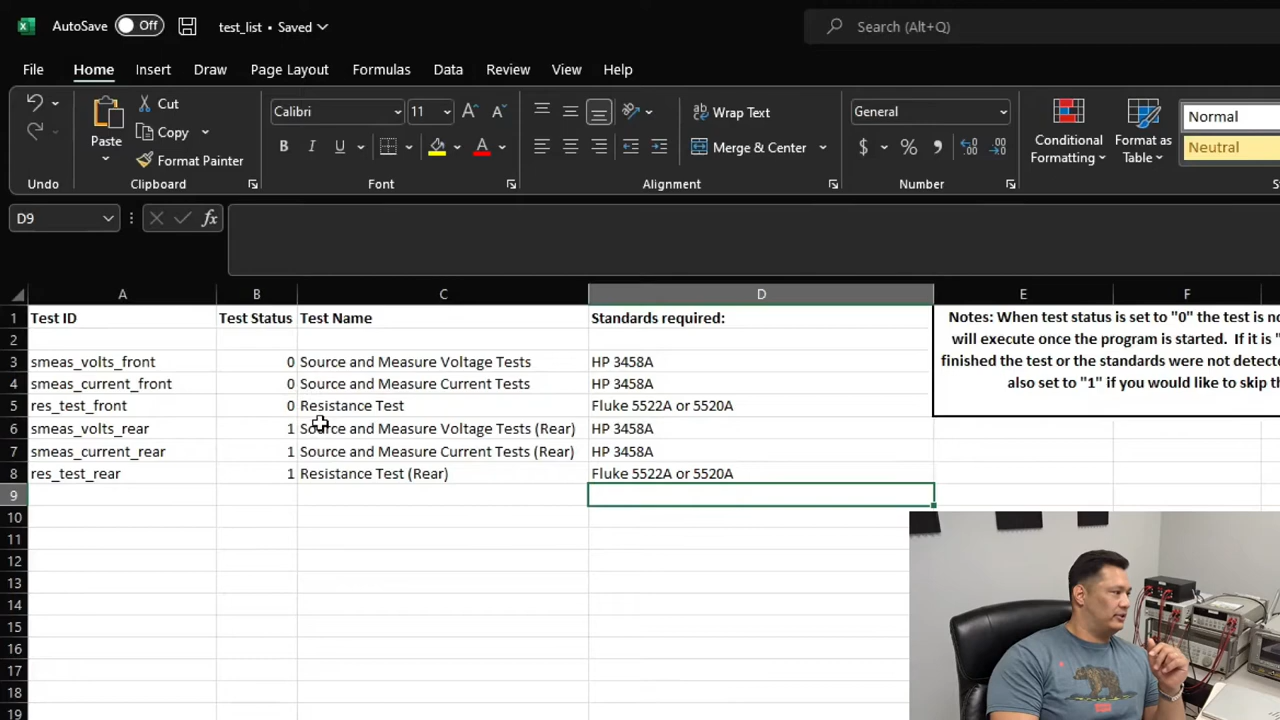 AutoSave Off test_list • Saved Search (Alt+Q)
File Home Insert Draw Page Layout Formulas Data Review View Help
Paste Cut Copy Format Painter
Calibri 11
B I U A
Wrap Text
Merge & Center
General
$ % 9
Conditional Formatting
Format as Table
Normal
Neutral
Undo Clipboard Font Alignment Number
D9 fx
A B C D E F
1 Test ID Test Status Test Name Standards required:
2
3 smeas_volts_front 0 Source and Measure Voltage Tests HP 3458A
4 smeas_current_front 0 Source and Measure Current Tests HP 3458A
5 res_test_front 0 Resistance Test Fluke 5522A or 5520A
6 smeas_volts_rear 1 Source and Measure Voltage Tests (Rear) HP 3458A
7 smeas_current_rear 1 Source and Measure Current Tests (Rear) HP 3458A
8 res_test_rear 1 Resistance Test (Rear) Fluke 5522A or 5520A
9
10
11
12
13
14
15
16
17
18
19
Notes: When test status is set to "0" the test is
will execute once the program is started. If it is
finished the test or the standards were not detect
also set to "1" if you would like to skip